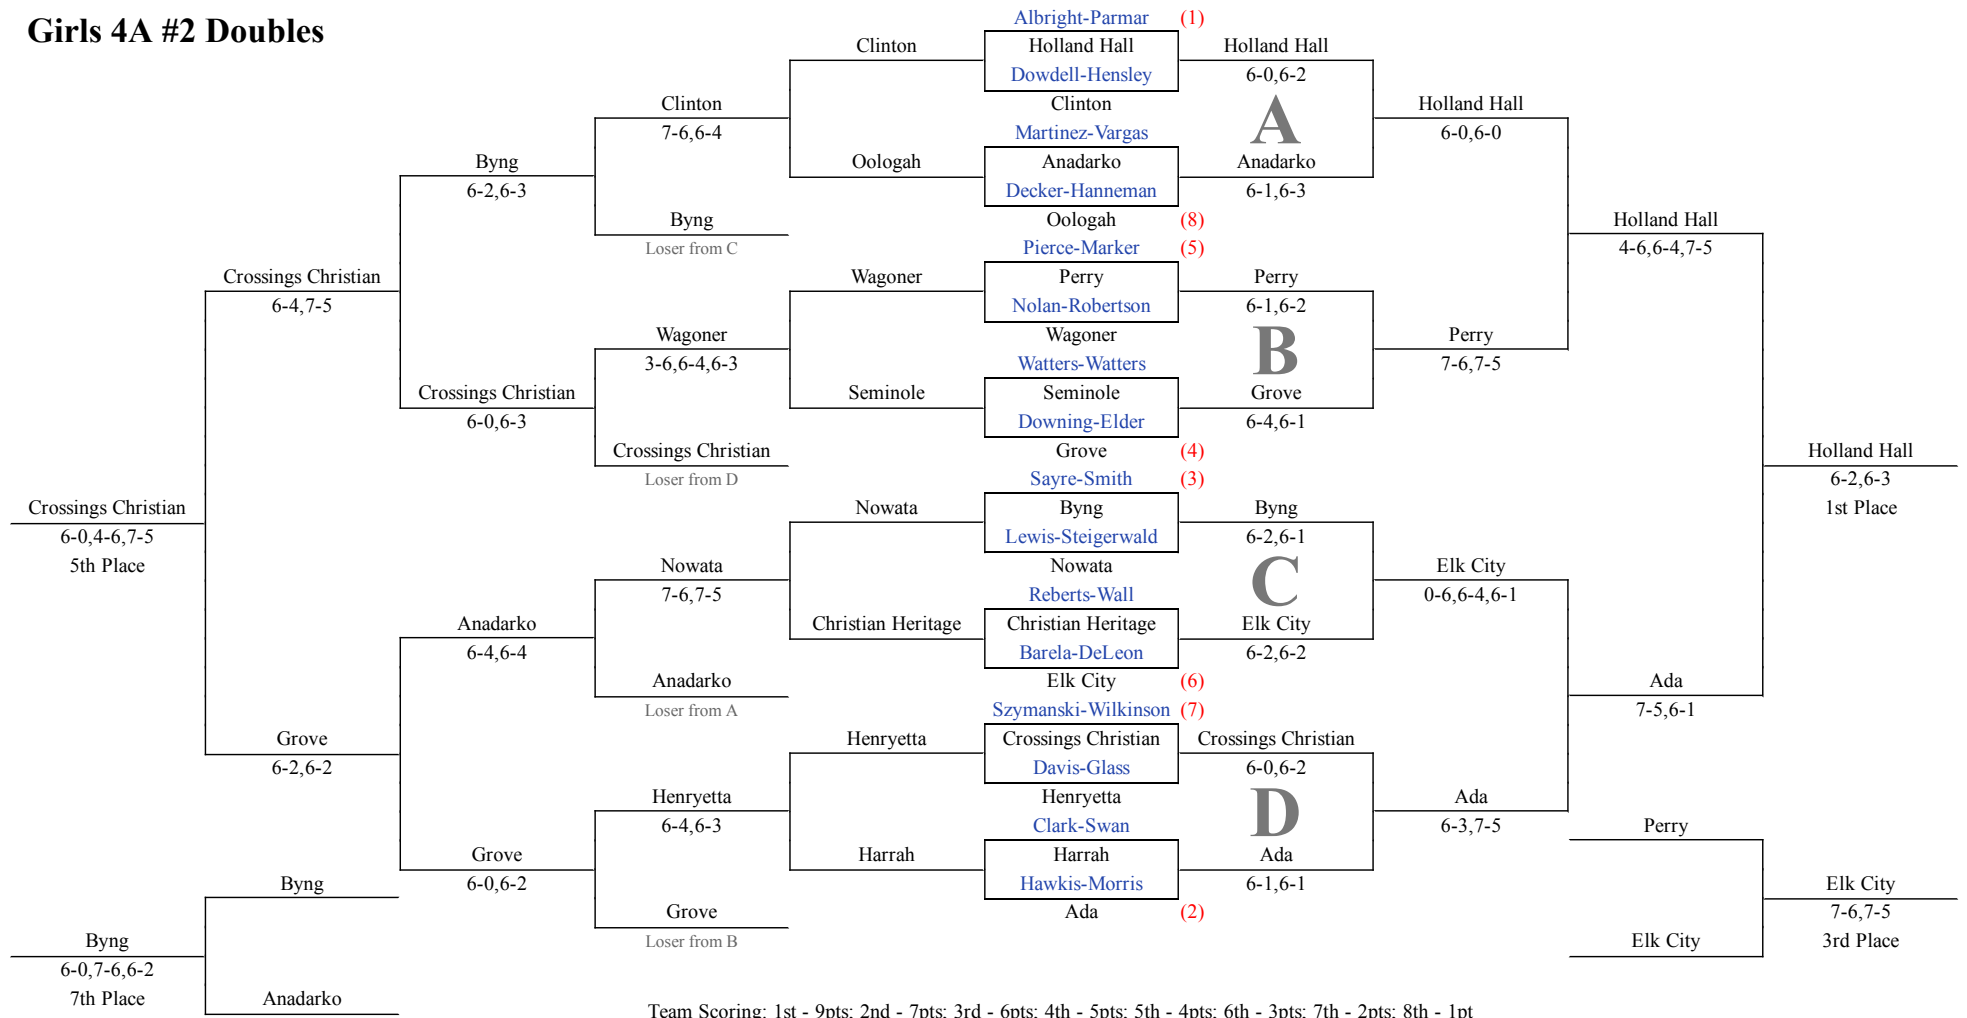 Girls 4A #2 Doubles
Albright-Parmar (1)
Clinton
Holland Hall
Holland Hall
Dowdell-Hensley
6-0,6-2
Clinton
Clinton
A
Holland Hall
7-6,6-4
Martinez-Vargas
6-0,6-0
Byng
Oologah
Anadarko
Anadarko
6-2,6-3
Decker-Hanneman
6-1,6-3
Byng
Oologah (8)
Holland Hall
Loser from C
Pierce-Marker (5)
4-6,6-4,7-5
Crossings Christian
Wagoner
Perry
Perry
6-4,7-5
Nolan-Robertson
6-1,6-2
Wagoner
Wagoner
B
Perry
3-6,6-4,6-3
Watters-Watters
7-6,7-5
Crossings Christian
Seminole
Seminole
Grove
6-0,6-3
Downing-Elder
6-4,6-1
Crossings Christian
Grove (4)
Holland Hall
Loser from D
Sayre-Smith (3)
6-2,6-3
Crossings Christian
Nowata
Byng
Byng
1st Place
6-0,4-6,7-5
Lewis-Steigerwald
6-2,6-1
5th Place
Nowata
Nowata
C
Elk City
7-6,7-5
Reberts-Wall
0-6,6-4,6-1
Anadarko
Christian Heritage
Christian Heritage
Elk City
6-4,6-4
Barela-DeLeon
6-2,6-2
Anadarko
Elk City (6)
Ada
Loser from A
Szymanski-Wilkinson (7)
7-5,6-1
Grove
Henryetta
Crossings Christian
Crossings Christian
6-2,6-2
Davis-Glass
6-0,6-2
Henryetta
Henryetta
D
Ada
6-4,6-3
Clark-Swan
6-3,7-5
Perry
Grove
Harrah
Harrah
Ada
6-0,6-2
Hawkis-Morris
6-1,6-1
Byng
Elk City
Grove
Ada (2)
7-6,7-5
Loser from B
Byng
Elk City
3rd Place
6-0,7-6,6-2
7th Place
Anadarko
Team Scoring: 1st - 9pts; 2nd - 7pts; 3rd - 6pts; 4th - 5pts; 5th - 4pts; 6th - 3pts; 7th - 2pts; 8th - 1pt